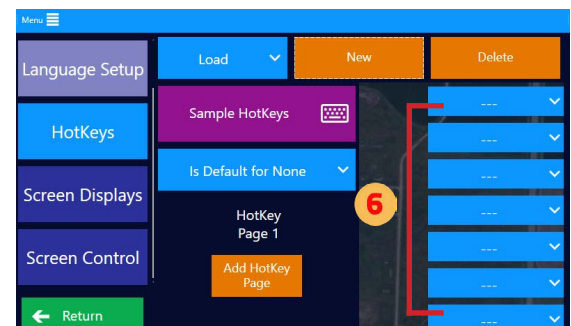 Menu
Load
New
Delete
Language Setup
Sample HotKeys
---
HotKeys
---
Is Default for None
---
Screen Displays
6
---
HotKey
Page 1
---
Screen Control
Add HotKey
Page
---
Return
---